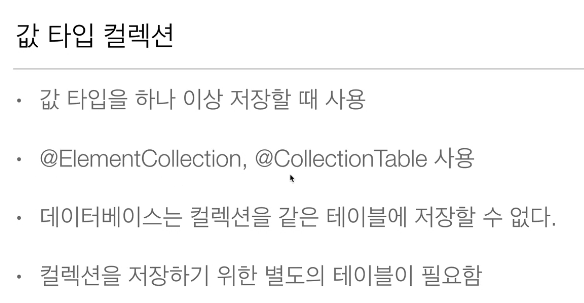 값 타입 컬렉션
• 값 타입을 하나 이상 저장할 때 사용
• @ElementCollection, @CollectionTable 사용
• 데이터베이스는 컬렉션을 같은 테이블에 저장할 수 없다.
• 컬렉션을 저장하기 위한 별도의 테이블이 필요함